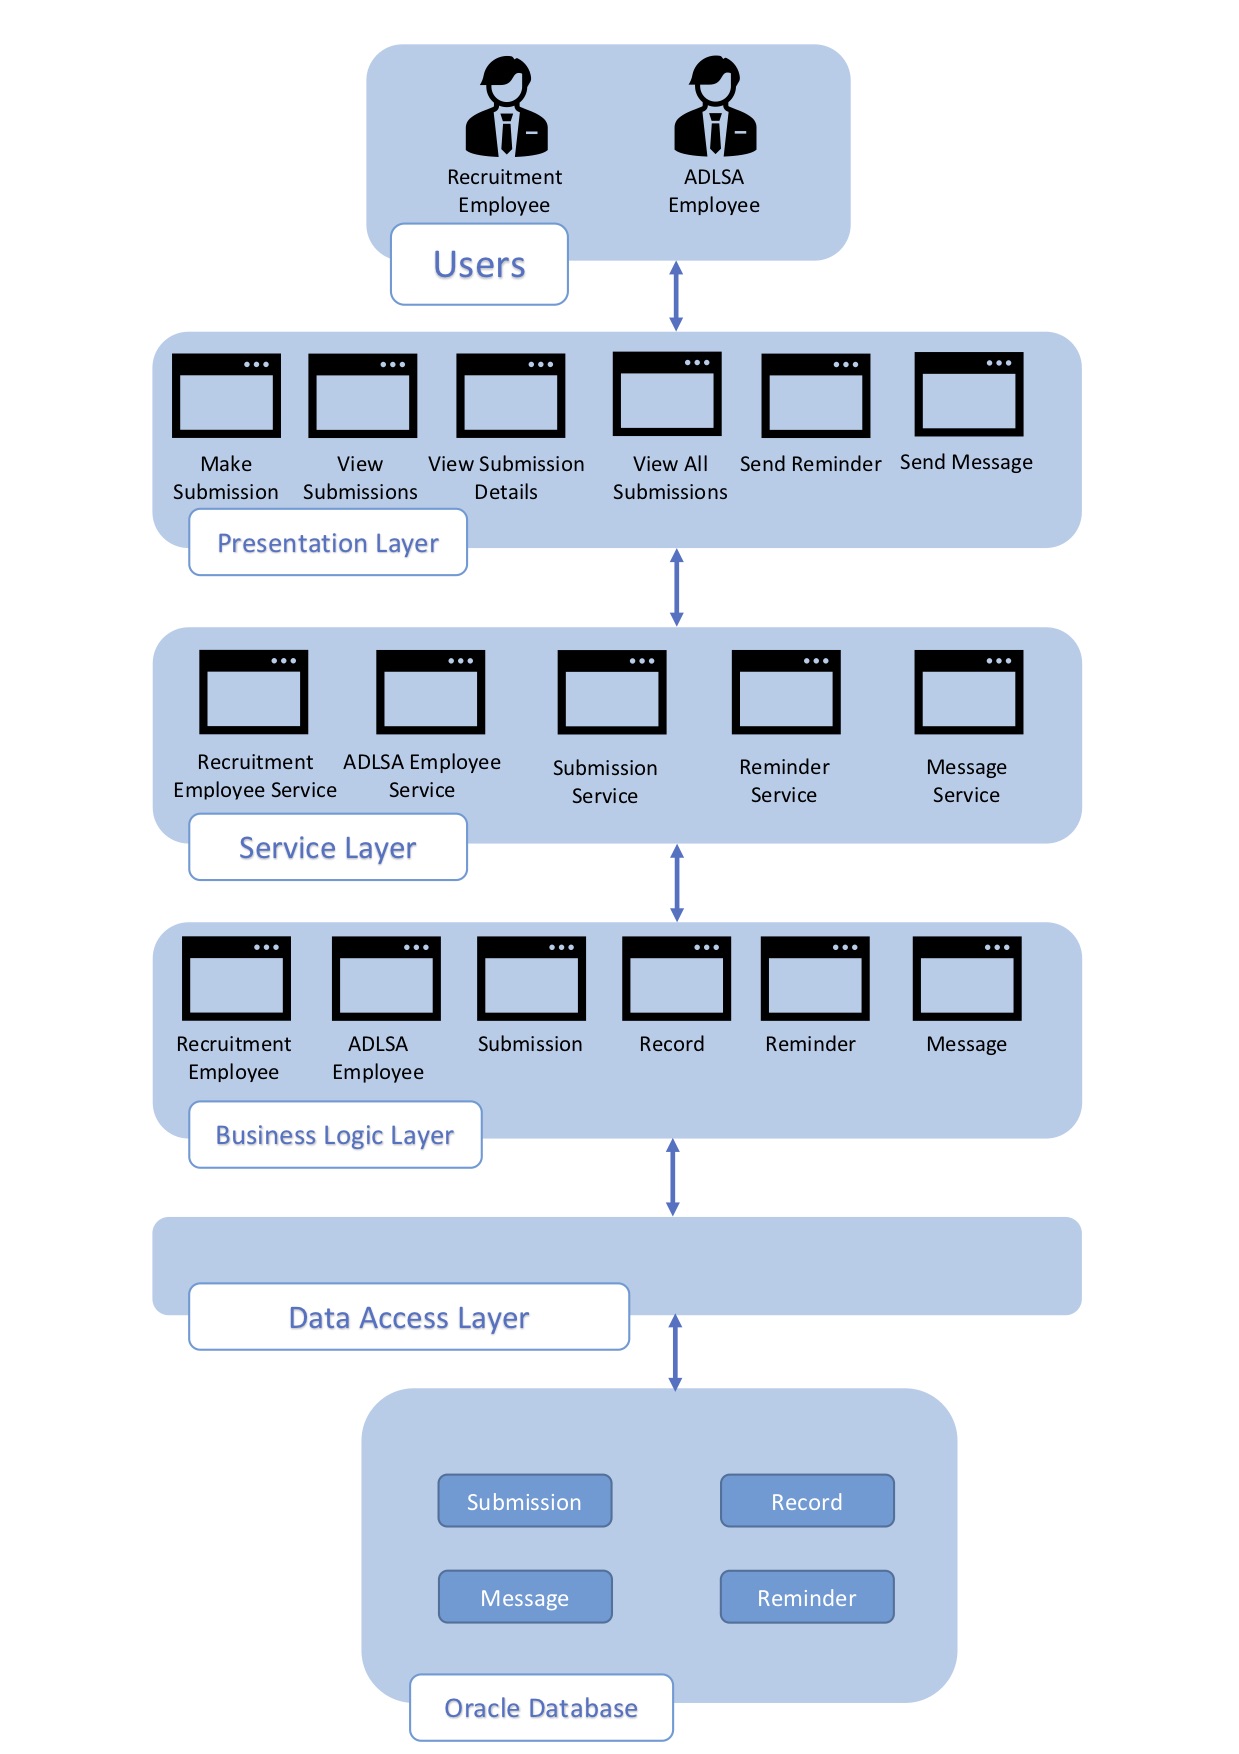 Recruitment
Employee
ADLSA
Employee
Users
Make
Submission
View
Submissions
View Submission
Details
View All
Submissions
Send Reminder
Send Message
Presentation Layer
Recruitment
Employee Service
ADLSA Employee
Service
Submission
Service
Reminder
Service
Message
Service
Service Layer
Recruitment
Employee
ADLSA
Employee
Submission
Record
Reminder
Message
Business Logic Layer
Data Access Layer
Submission
Record
Message
Reminder
Oracle Database